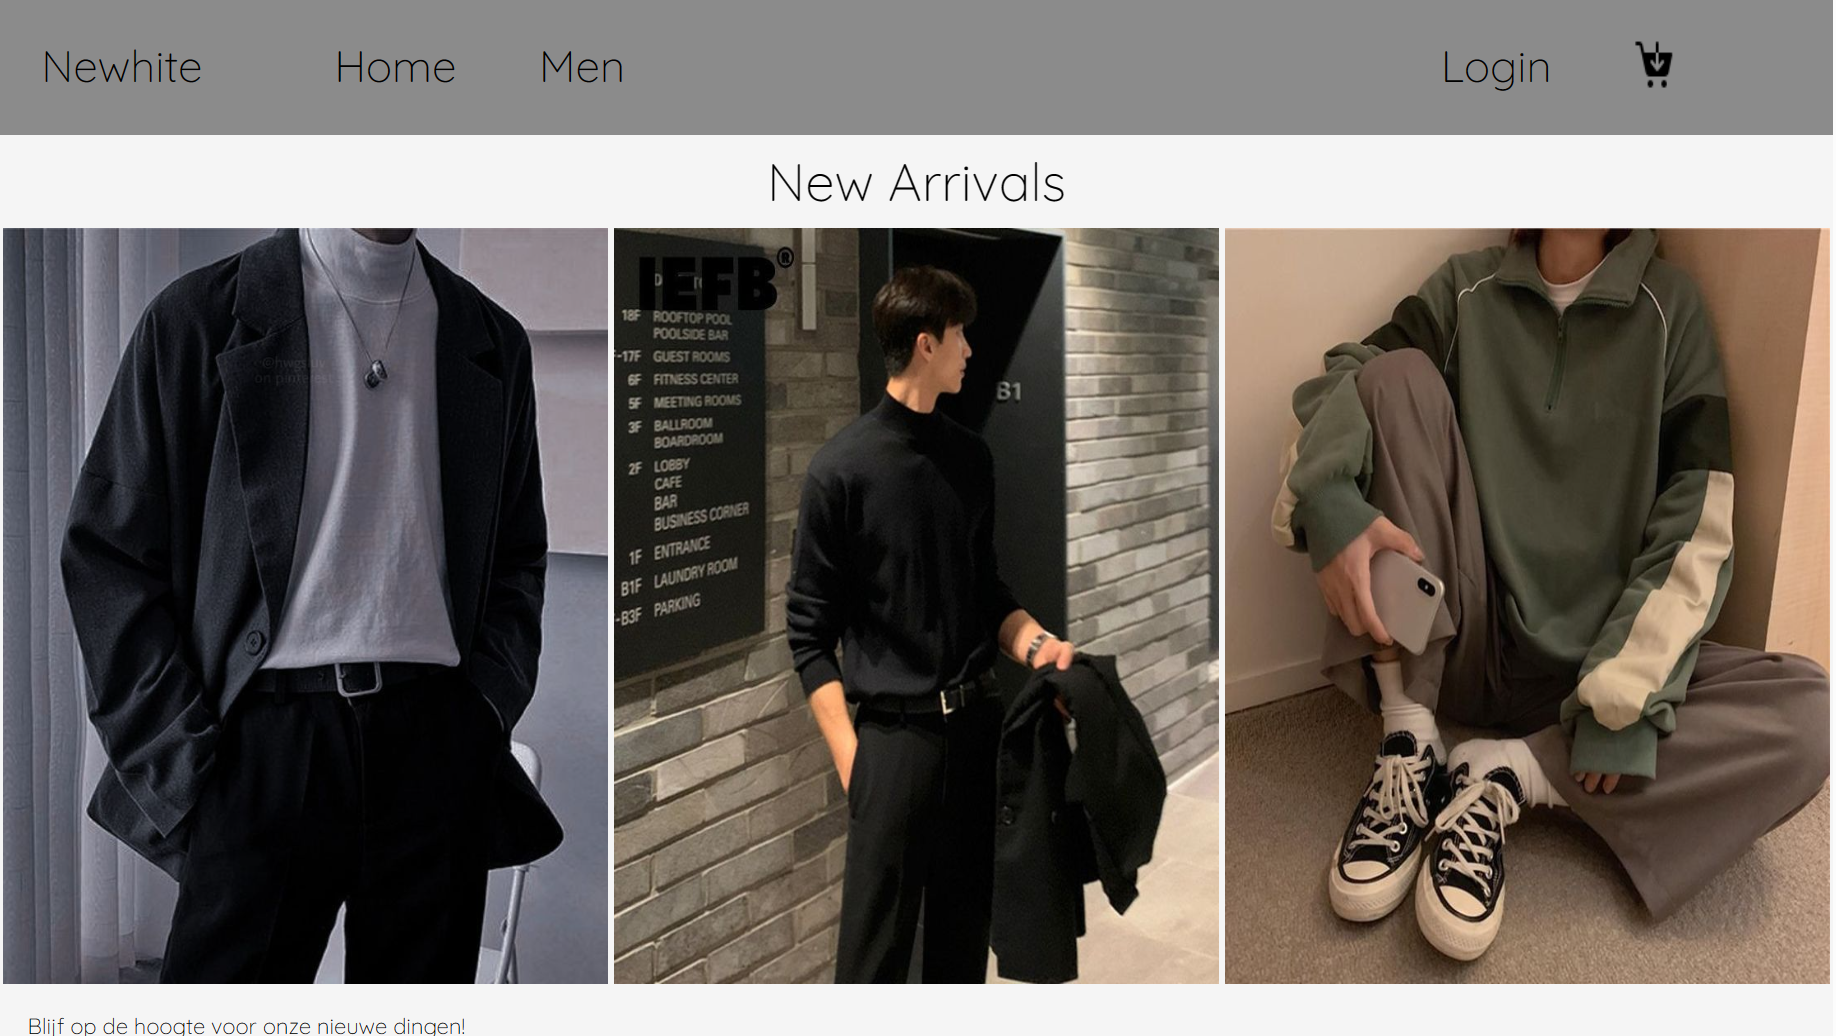 Newhite
Home
Men
Login
New Arrivals
on pinterest
IEFB®
18F ROOFTOP POOL
POOLSIDE BAR
-17F GUEST ROOMS
6F FITNESS CENTER
5F MEETING ROOMS
3F BALLROOM
BOARDROOM
2F LOBBY
CAFE
BAR
BUSINESS CORNER
1F ENTRANCE
B1F LAUNDRY ROOM
-B3F PARKING
B1
Blijf op de hoogte voor onze nieuwe dingen!